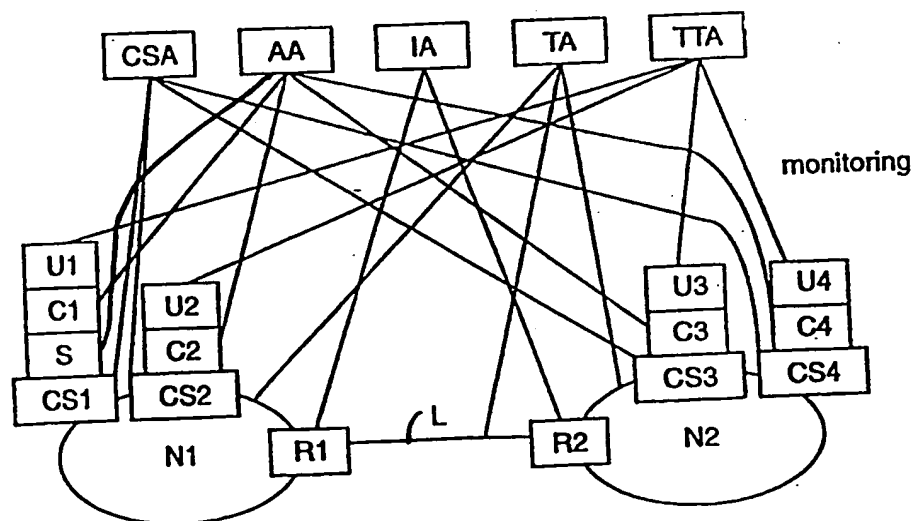 CSA AA IA TA TTA
monitoring
U1
C1
S
CS1
U2
C2
CS2
U3
C3
CS3
U4
C4
CS4
N1
R1
L
R2
N2